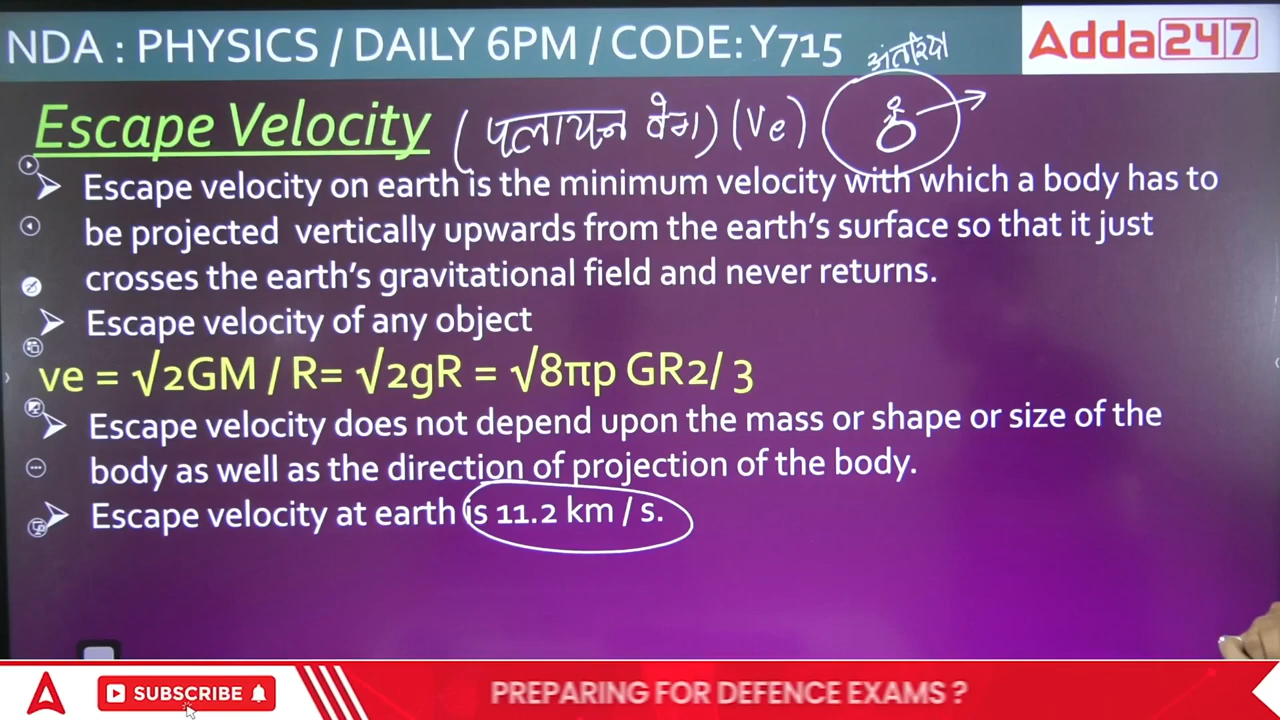 NDA : PHYSICS / DAILY 6PM / CODE: Y715
Adda247
अंतरिक्ष
Escape Velocity (पलायन वेग) (Ve)
➤ Escape velocity on earth is the minimum velocity with which a body has to
be projected vertically upwards from the earth's surface so that it just
crosses the earth's gravitational field and never returns.
➤ Escape velocity of any object
ve = √2GM / R= √2gR = √8πp GR2/ 3
➤ Escape velocity does not depend upon the mass or shape or size of the
body as well as the direction of projection of the body.
➤ Escape velocity at earth is 11.2 km / s.
SUBSCRIBE
PREPARING FOR DEFENCE EXAMS ?